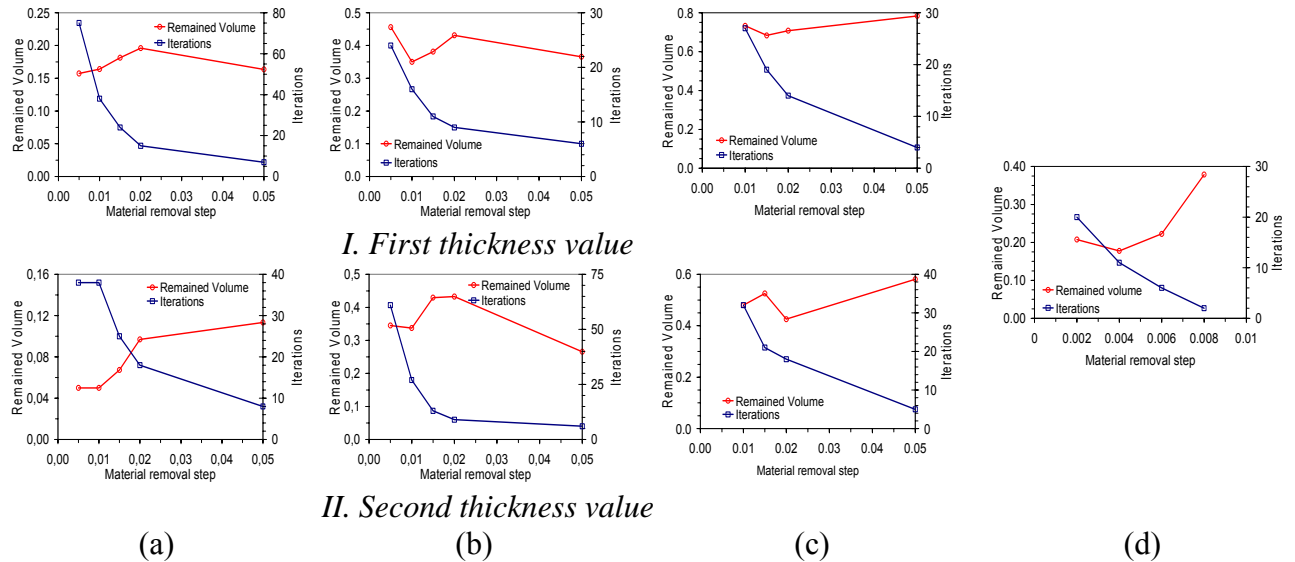 Remained Volume
0.25
0.20
0.15
0.10
0.05
0.00
Remained Volume
Iterations
80
60
40
20
0
Iterations
0.00 0.01 0.02 0.03 0.04 0.05
Material removal step
Remained Volume
0.5
0.4
0.3
0.2
0.1
0.0
Remained Volume
Iterations
30
20
10
0
Iterations
0.00 0.01 0.02 0.03 0.04 0.05
Material removal step
Remained Volume
0.8
0.6
0.4
0.2
0.0
Remained Volume
Iterations
30
20
10
0
Iterations
0.00 0.01 0.02 0.03 0.04 0.05
Material removal step
I. First thickness value
Remained Volume
0.40
0.30
0.20
0.10
0.00
Remained volume
Iterations
30
20
10
0
Iterations
0 0.002 0.004 0.006 0.008 0.01
Material removal step
Remained Volume
0,16
0,12
0,08
0,04
0,00
Remained Volume
Iterations
40
30
20
10
0
Iterations
0,00 0,01 0.02 0,03 0,04 0,05
Material removal step
Remained Volume
0,5
0,4
0,3
0,2
0,1
0,0
Remained Volume
Iterations
75
50
25
0
Iterations
0,00 0,01 0.02 0,03 0,04 0,05
Material removal step
Remained Volume
0.6
0.4
0.2
0.0
Remained Volume
Iterations
40
30
20
10
0
Iterations
0.00 0.01 0.02 0.03 0.04 0.05
Material removal step
II. Second thickness value
(a) (b) (c) (d)